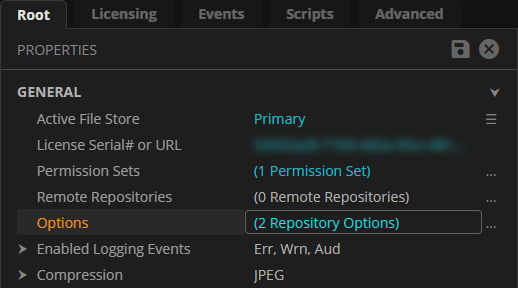 Root Licensing Events Scripts Advanced
PROPERTIES
GENERAL
Active File Store Primary
License Serial# or URL
Permission Sets (1 Permission Set) ...
Remote Repositories (0 Remote Repositories) ...
Options (2 Repository Options) ...
Enabled Logging Events Err, Wrn, Aud
Compression JPEG